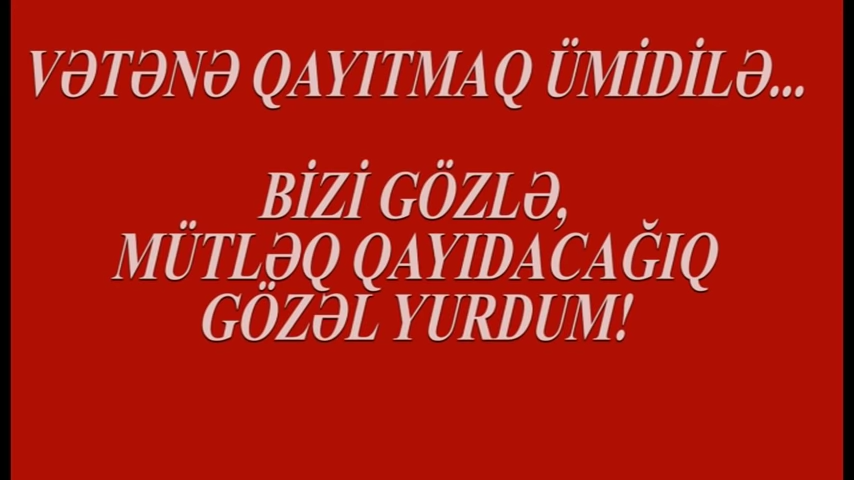 VƏTƏNƏ QAYITMAQ ÜMİDİLƏ...
BİZİ GÖZLƏ,
MÜTLƏQ QAYIDACAĞIQ
GÖZƏL YURDUM!